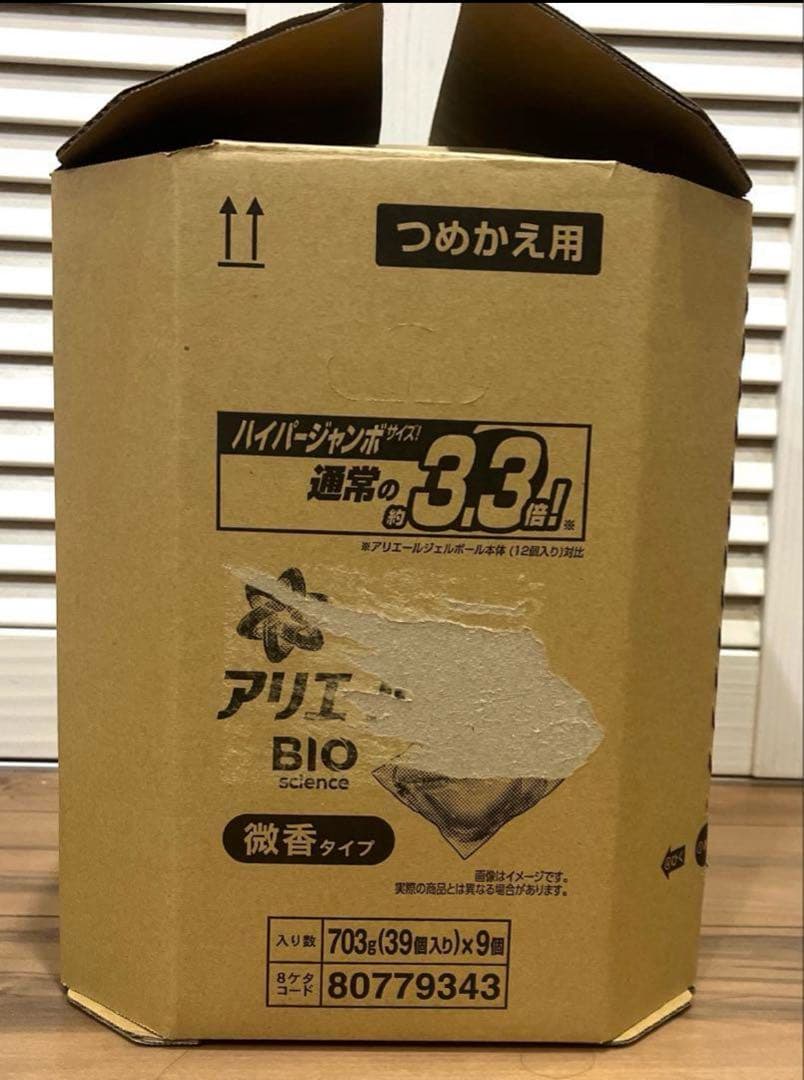 つめかえ用
ハイパージャンボサイズ!
通常の約3.3倍!※
※アリエールジェルボール本体(12個入り)対比
アリエ
BIO
science
微香タイプ
画像はイメージです。
実際の商品とは異なる場合があります。
入り数 703g(39個入り)×9個
8ケタコード 80779343